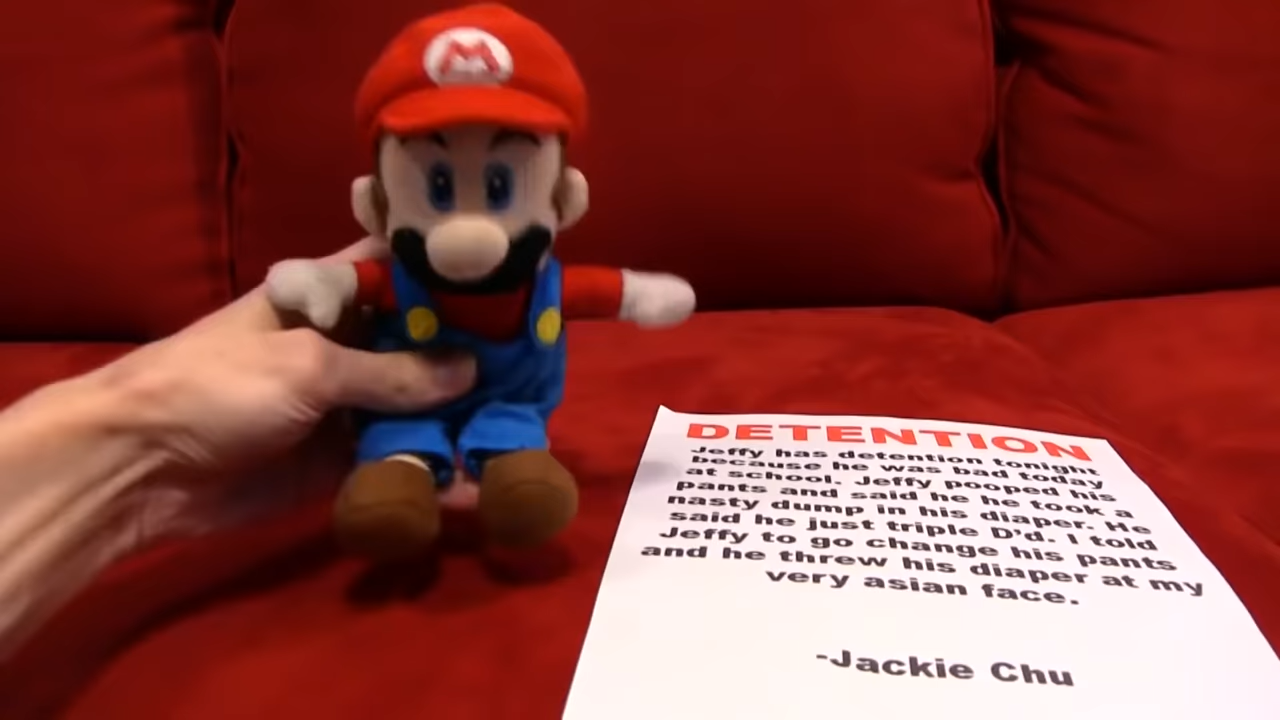 M
DETENTION
Jeffy has detention tonight
because he was bad today
at school. Jeffy pooped his
pants and said he he took a
nasty dump in his diaper. He
said he just triple D'd. I told
Jeffy to go change his pants
and he threw his diaper at my
very asian face.
-Jackie Chu